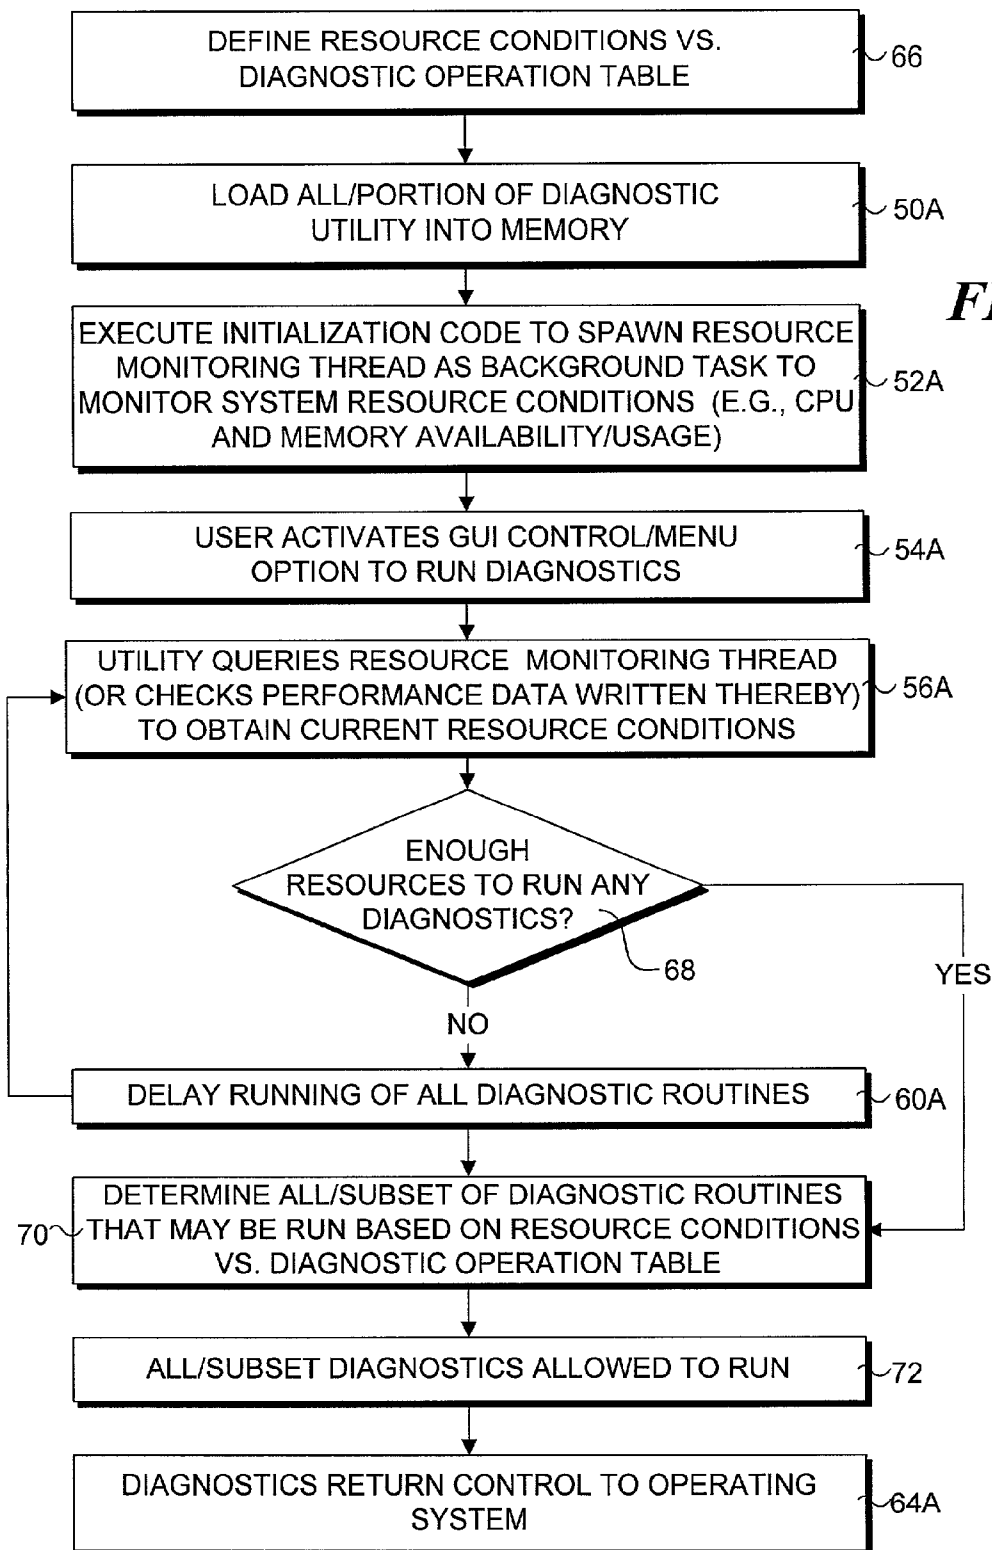 DEFINE RESOURCE CONDITIONS VS.
DIAGNOSTIC OPERATION TABLE
66
LOAD ALL/PORTION OF DIAGNOSTIC
UTILITY INTO MEMORY
50A
EXECUTE INITIALIZATION CODE TO SPAWN RESOURCE
MONITORING THREAD AS BACKGROUND TASK TO
MONITOR SYSTEM RESOURCE CONDITIONS (E.G., CPU
AND MEMORY AVAILABILITY/USAGE)
52A
USER ACTIVATES GUI CONTROL/MENU
OPTION TO RUN DIAGNOSTICS
54A
UTILITY QUERIES RESOURCE MONITORING THREAD
(OR CHECKS PERFORMANCE DATA WRITTEN THEREBY)
TO OBTAIN CURRENT RESOURCE CONDITIONS
56A
ENOUGH
RESOURCES TO RUN ANY
DIAGNOSTICS?
68
YES
NO
DELAY RUNNING OF ALL DIAGNOSTIC ROUTINES
60A
DETERMINE ALL/SUBSET OF DIAGNOSTIC ROUTINES
THAT MAY BE RUN BASED ON RESOURCE CONDITIONS
VS. DIAGNOSTIC OPERATION TABLE
70
ALL/SUBSET DIAGNOSTICS ALLOWED TO RUN
72
DIAGNOSTICS RETURN CONTROL TO OPERATING
SYSTEM
64A